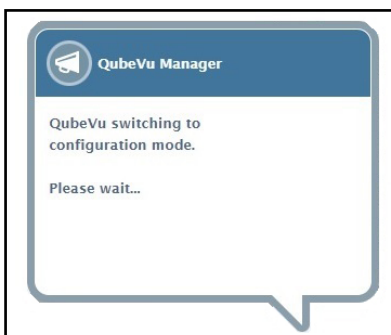 QubeVu Manager
QubeVu switching to
configuration mode.
Please wait...